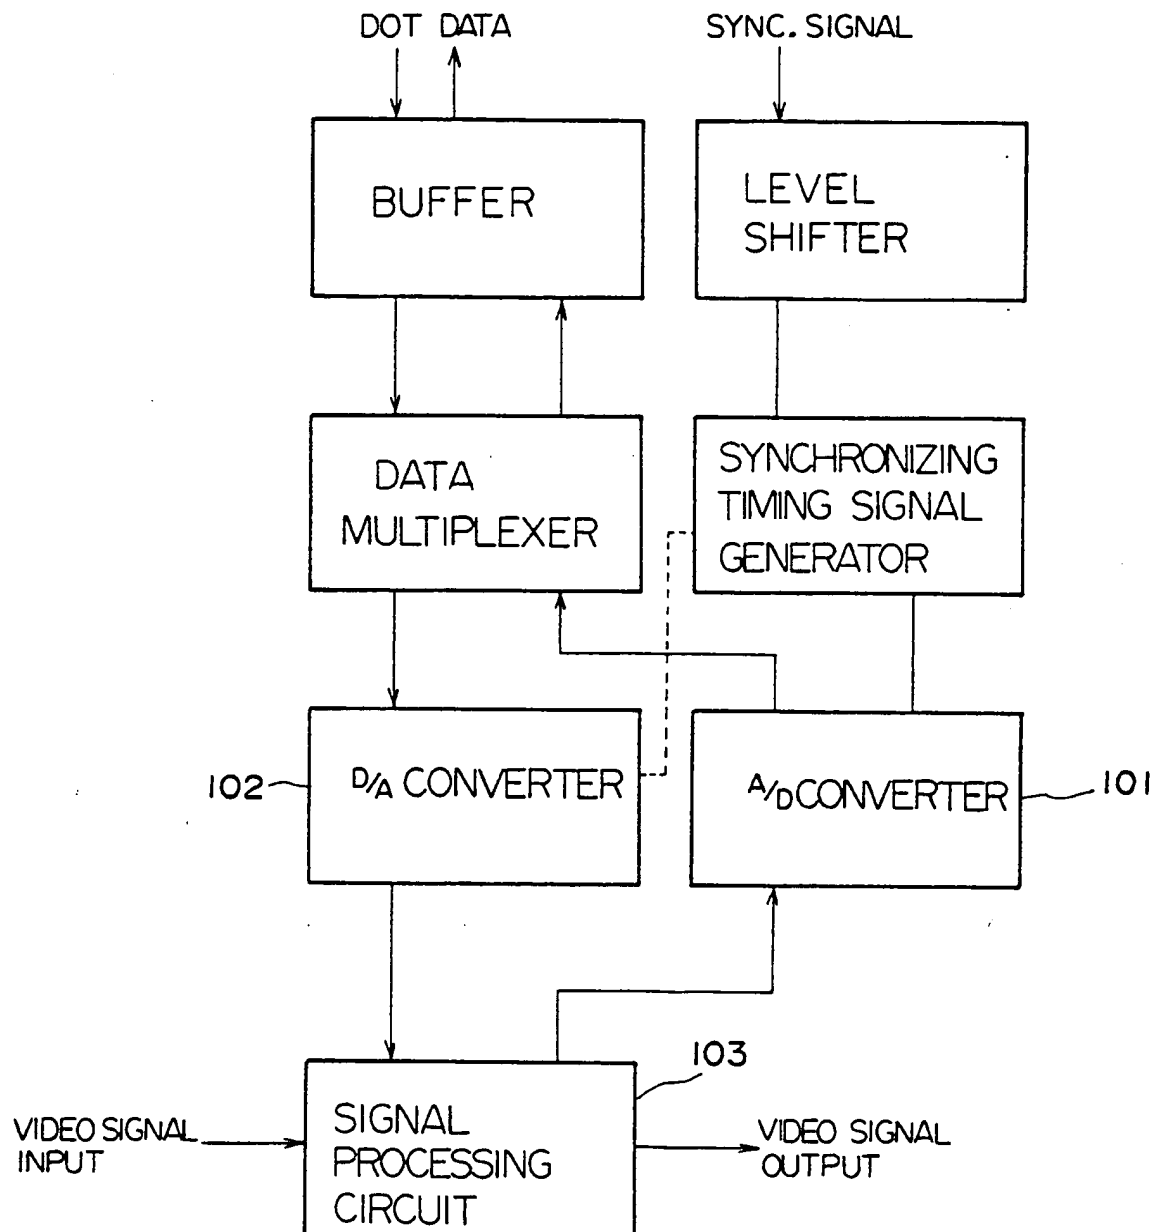 DOT DATA
SYNC. SIGNAL
BUFFER
LEVEL
SHIFTER
DATA
MULTIPLEXER
SYNCHRONIZING
TIMING SIGNAL
GENERATOR
102
D/A CONVERTER
A/D CONVERTER
101
103
VIDEO SIGNAL
INPUT
SIGNAL
PROCESSING
CIRCUIT
VIDEO SIGNAL
OUTPUT